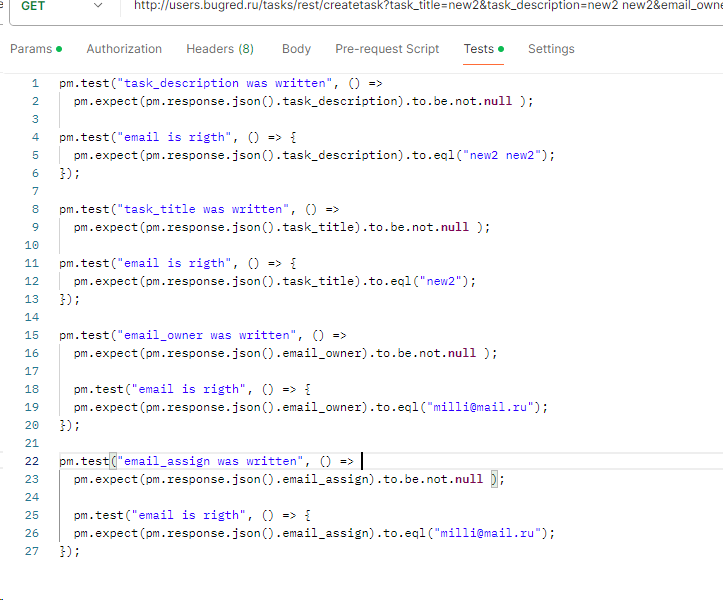 GET http://users.bugred.ru/tasks/rest/createtask?task_title=new2&task_description=new2 new2&email_owne
Params Authorization Headers (8) Body Pre-request Script Tests Settings
1 pm.test("task_description was written", () =>
2 pm.expect(pm.response.json().task_description).to.be.not.null );
3
4 pm.test("email is rigth", () => {
5 pm.expect(pm.response.json().task_description).to.eql("new2 new2");
6 });
7
8 pm.test("task_title was written", () =>
9 pm.expect(pm.response.json().task_title).to.be.not.null );
10
11 pm.test("email is rigth", () => {
12 pm.expect(pm.response.json().task_title).to.eql("new2");
13 });
14
15 pm.test("email_owner was written", () =>
16 pm.expect(pm.response.json().email_owner).to.be.not.null );
17
18 pm.test("email is rigth", () => {
19 pm.expect(pm.response.json().email_owner).to.eql("milli@mail.ru");
20 });
21
22 pm.test("email_assign was written", () =>
23 pm.expect(pm.response.json().email_assign).to.be.not.null );
24
25 pm.test("email is rigth", () => {
26 pm.expect(pm.response.json().email_assign).to.eql("milli@mail.ru");
27 });